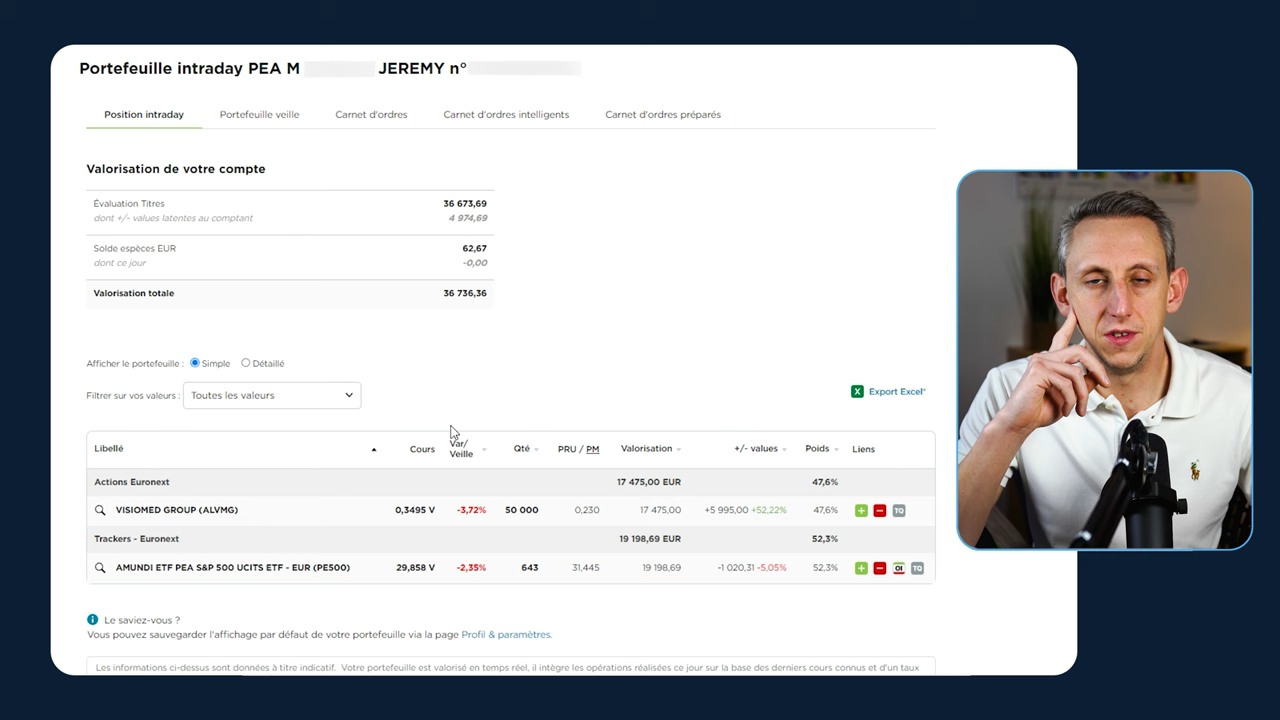 Portefeuille intraday PEA M JEREMY n°
Position intraday Portefeuille veille Carnet d'ordres Carnet d'ordres intelligents Carnet d'ordres préparés
Valorisation de votre compte
Évaluation Titres 36 673,69
dont +/- values latentes au comptant 4 974,69
Solde espèces EUR 62,67
dont ce jour -0,00
Valorisation totale 36 736,36
Afficher le portefeuille : Simple Détaillé
Filtrer sur vos valeurs : Toutes les valeurs
X Export Excel*
Libellé Cours Var/ Veille Qté PRU / PM Valorisation +/- values Poids Liens
Actions Euronext 17 475,00 EUR 47,6%
VISIOMED GROUP (ALVMG) 0,3495 V -3,72% 50 000 0,230 17 475,00 +5 995,00 +52,22% 47,6% + − TQ
Trackers - Euronext 19 198,69 EUR 52,3%
AMUNDI ETF PEA S&P 500 UCITS ETF - EUR (PE500) 29,858 V -2,35% 643 31,445 19 198,69 -1 020,31 -5,05% 52,3% + − OI TQ
i Le saviez-vous ?
Vous pouvez sauvegarder l'affichage par défaut de votre portefeuille via la page Profil & paramètres.
Les informations ci-dessus sont données à titre indicatif. Votre portefeuille est valorisé en temps réel, il intègre les opérations réalisées ce jour sur la base des derniers cours connus et d'un taux